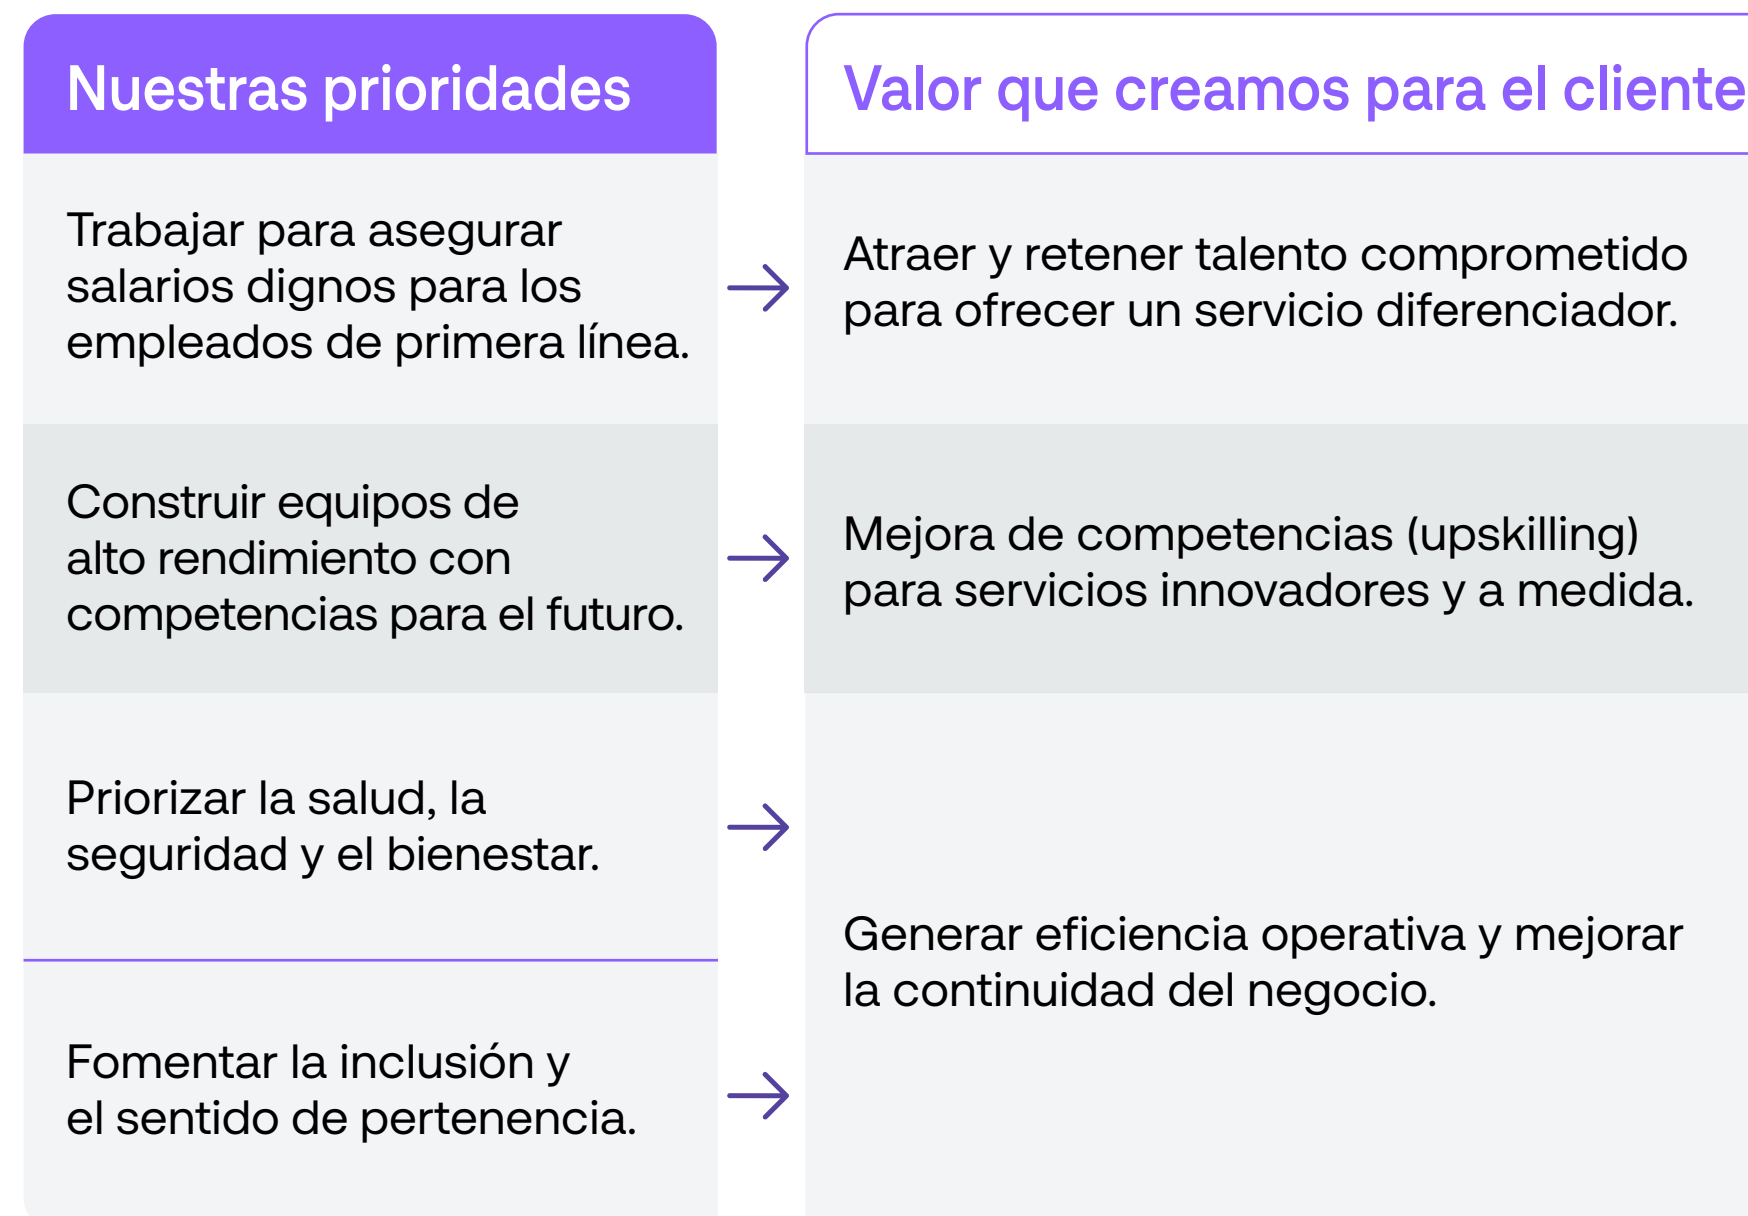 Nuestras prioridades
Valor que creamos para el cliente
Trabajar para asegurar
salarios dignos para los
empleados de primera línea.
Atraer y retener talento comprometido
para ofrecer un servicio diferenciador.
Construir equipos de
alto rendimiento con
competencias para el futuro.
Mejora de competencias (upskilling)
para servicios innovadores y a medida.
Priorizar la salud, la
seguridad y el bienestar.
Generar eficiencia operativa y mejorar
la continuidad del negocio.
Fomentar la inclusión y
el sentido de pertenencia.